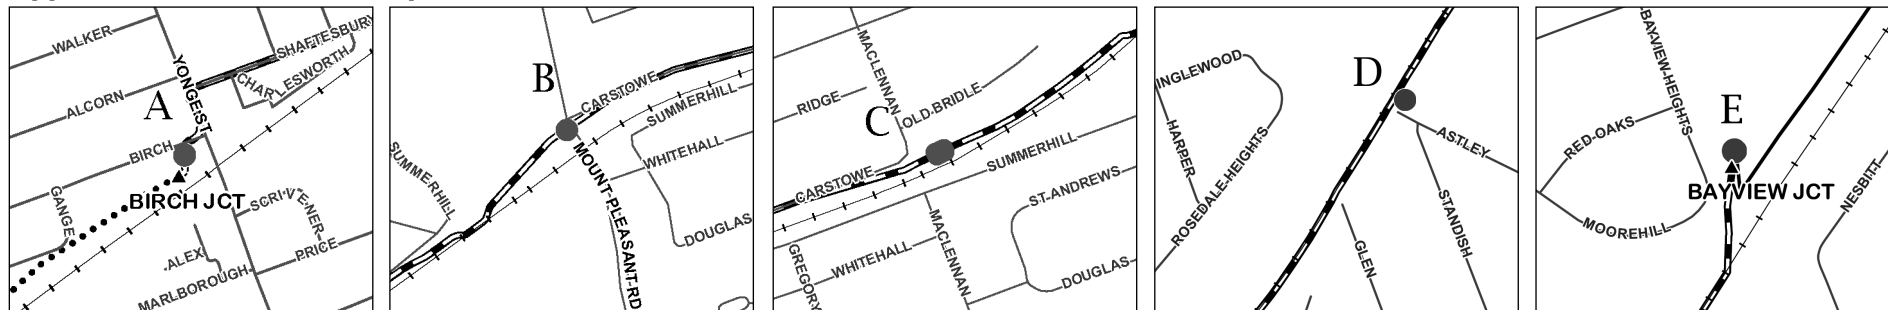 WALKER
SHAFTESBURY
CHARLESWORTH
YONGE-ST
ALCORN
A
BIRCH
GANGE
BIRCH JCT
SCRIVENER
ALEX
PRICE
MARLBOROUGH
B
CARSTOWE
SUMMERHILL
WHITEHALL
SUMMERHILL
MOUNT-PLEASANT-RD
DOUGLAS
MACLENNAN
RIDGE
OLD-BRIDLE
C
SUMMERHILL
CARSTOWE
ST-ANDREWS
MACLENNAN
WHITEHALL
GREGORY
DOUGLAS
INGLEWOOD
D
HARPER
ASTLEY
ROSEDALE-HEIGHTS
STANDISH
GLEN
BAYVIEW-HEIGHTS
E
RED-OAKS
BAYVIEW JCT
NESBITT
MOOREHILL